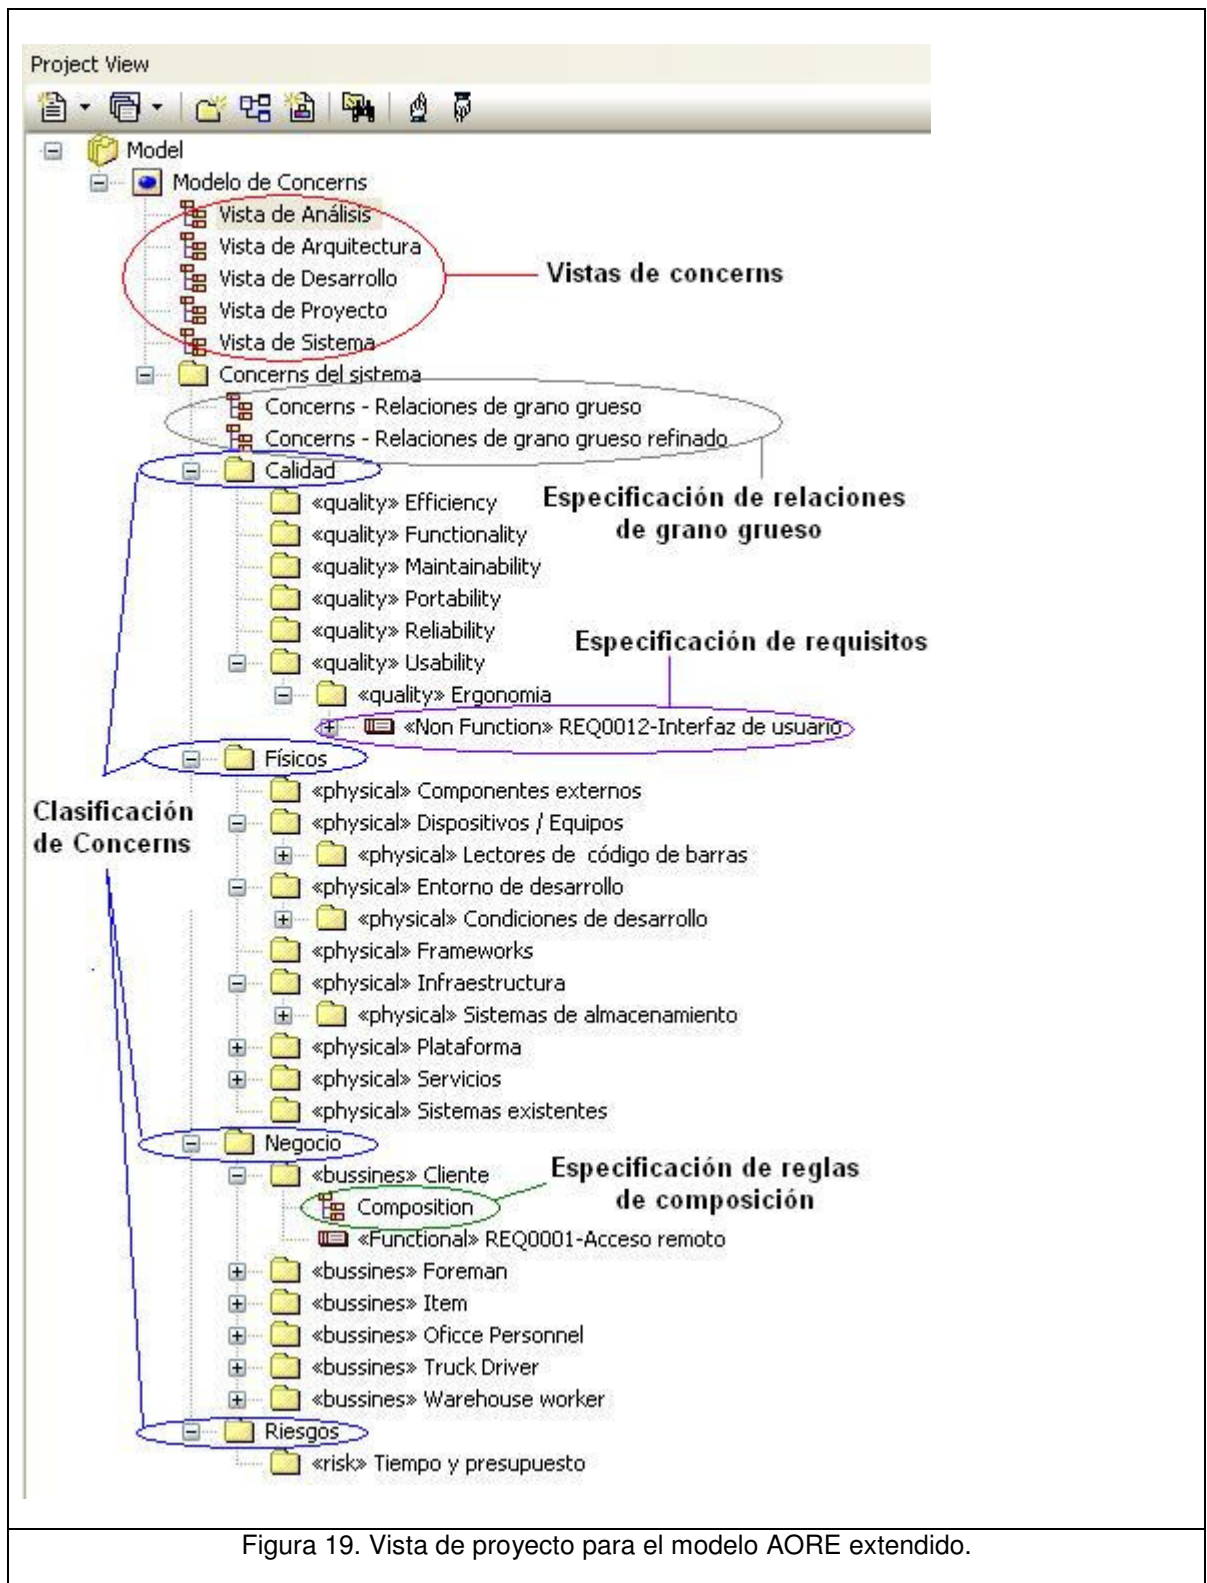 Project View
Model
Modelo de Concerns
Vista de Análisis
Vista de Arquitectura
Vista de Desarrollo
Vistas de concerns
Vista de Proyecto
Vista de Sistema
Concerns del sistema
Concerns - Relaciones de grano grueso
Concerns - Relaciones de grano grueso refinado
Calidad
«quality» Efficiency
Especificación de relaciones
de grano grueso
«quality» Functionality
«quality» Maintainability
«quality» Portability
«quality» Reliability
Especificación de requisitos
«quality» Usability
«quality» Ergonomia
«Non Function» REQ0012-Interfaz de usuario
Físicos
«physical» Componentes externos
Clasificación
de Concerns
«physical» Dispositivos / Equipos
«physical» Lectores de código de barras
«physical» Entorno de desarrollo
«physical» Condiciones de desarrollo
«physical» Frameworks
«physical» Infraestructura
«physical» Sistemas de almacenamiento
«physical» Plataforma
«physical» Servicios
«physical» Sistemas existentes
Negocio
«bussines» Cliente
Especificación de reglas
de composición
Composition
«Functional» REQ0001-Acceso remoto
«bussines» Foreman
«bussines» Item
«bussines» Oficce Personnel
«bussines» Truck Driver
«bussines» Warehouse worker
Riesgos
«risk» Tiempo y presupuesto
Figura 19. Vista de proyecto para el modelo AORE extendido.